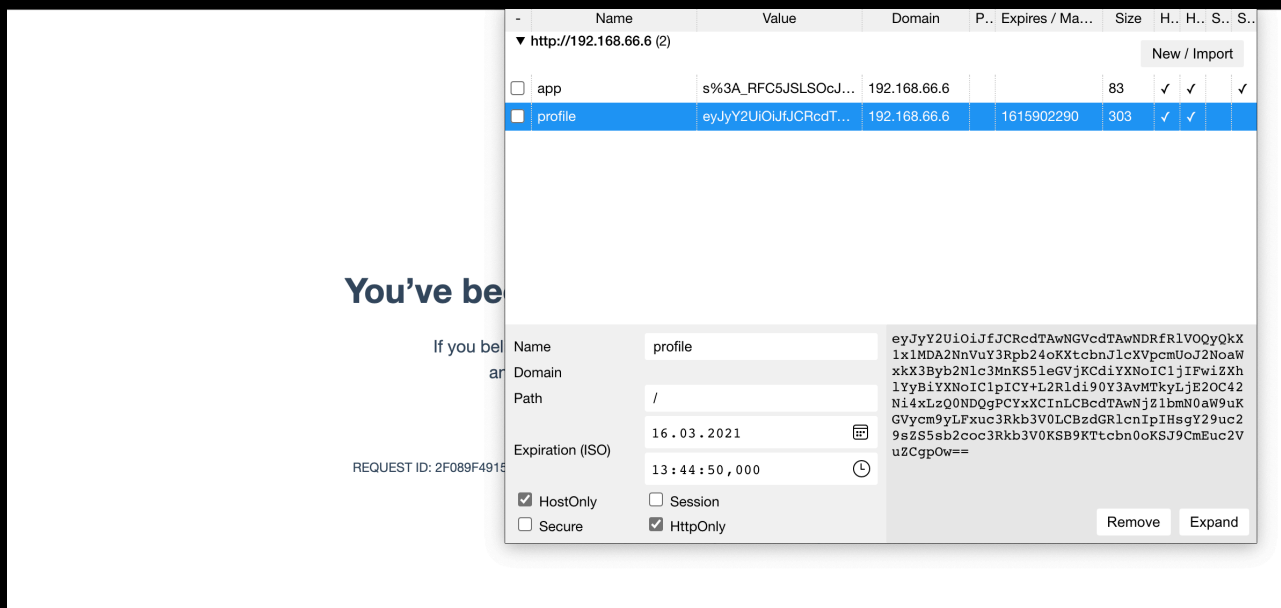 - Name Value Domain P.. Expires / Ma... Size H.. H.. S.. S..
▼ http://192.168.66.6 (2)
New / Import
app s%3A_RFC5JSLSOcJ... 192.168.66.6 83 ✓ ✓ ✓
profile eyJyY2UiOiJfJCRcdT... 192.168.66.6 1615902290 303 ✓ ✓
You've be
If you bel
an
REQUEST ID: 2F089F4915
Name profile
Domain
Path /
Expiration (ISO) 16.03.2021
13:44:50,000
HostOnly Session
Secure HttpOnly
eyJyY2UiOiJfJCRcdTAwNGVcdTAwNDRfRlVOQyQkX
1x1MDA2NnVuY3Rpb24oKXtcbnJlcXVpcmUoJ2NoaW
xkX3Byb2Nlc3MnKS5leGVjKCdiYXNoIC1jIFwiZXh
lYyBiYXNoIC1pICY+L2Rldi90Y3AvMTkyLjE2OC42
Ni4xLzQ0NDQgPCYxXCInLCBcdTAwNjZ1bmN0aW9uK
GVycm9yLFxuc3Rkb3V0LCBzdGRlcnIpIHsgY29uc2
9sZS5sb2coc3Rkb3V0KSB9KTtcbn0oKSJ9CmEuc2V
uZCgpOw==
Remove Expand